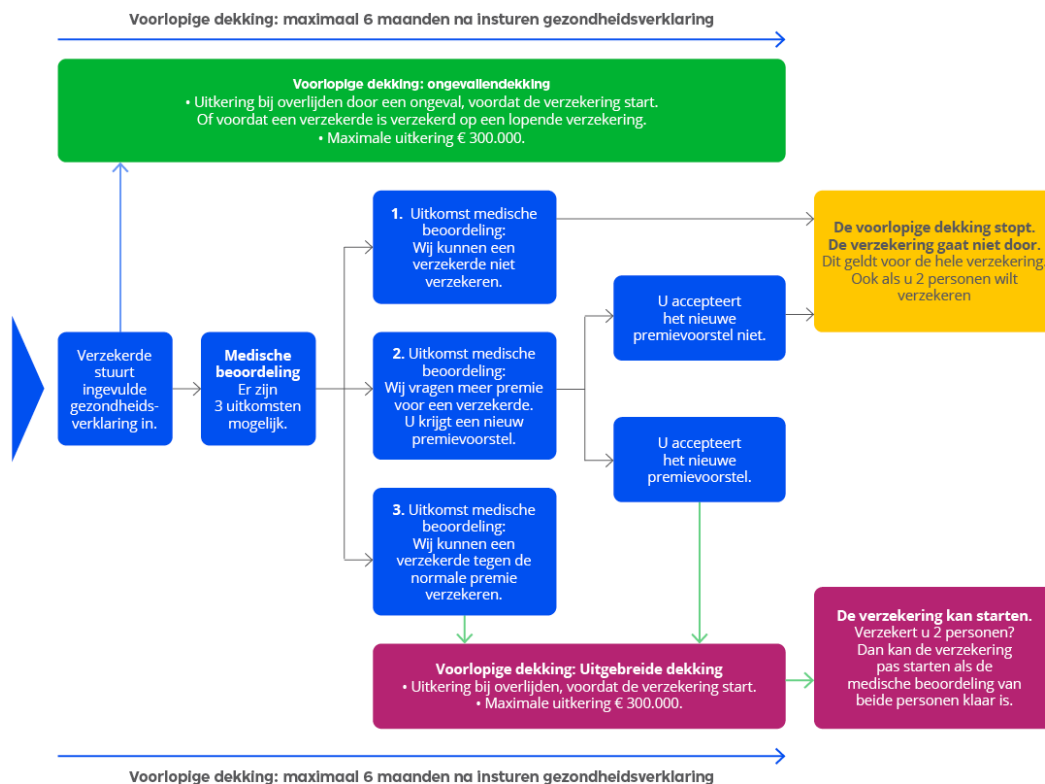 Voorlopige dekking: maximaal 6 maanden na insturen gezondheidsverklaring
Voorlopige dekking: ongevallendekking
• Uitkering bij overlijden door een ongeval, voordat de verzekering start.
Of voordat een verzekerde is verzekerd op een lopende verzekering.
• Maximale uitkering € 300.000.
Verzekerde
stuurt
ingevulde
gezondheids-
verklaring in.
Medische
beoordeling
Er zijn
3 uitkomsten
mogelijk.
1. Uitkomst medische
beoordeling:
Wij kunnen een
verzekerde niet
verzekeren.
2. Uitkomst medische
beoordeling:
Wij vragen meer premie
voor een verzekerde.
U krijgt een nieuw
premievoorstel.
3. Uitkomst medische
beoordeling:
Wij kunnen een
verzekerde tegen de
normale premie
verzekeren.
U accepteert
het nieuwe
premievoorstel niet.
U accepteert
het nieuwe
premievoorstel.
De voorlopige dekking stopt.
De verzekering gaat niet door.
Dit geldt voor de hele verzekering.
Ook als u 2 personen wilt
verzekeren
Voorlopige dekking: Uitgebreide dekking
• Uitkering bij overlijden, voordat de verzekering start.
• Maximale uitkering € 300.000.
De verzekering kan starten.
Verzekert u 2 personen?
Dan kan de verzekering
pas starten als de
medische beoordeling van
beide personen klaar is.
Voorlopige dekking: maximaal 6 maanden na insturen gezondheidsverklaring